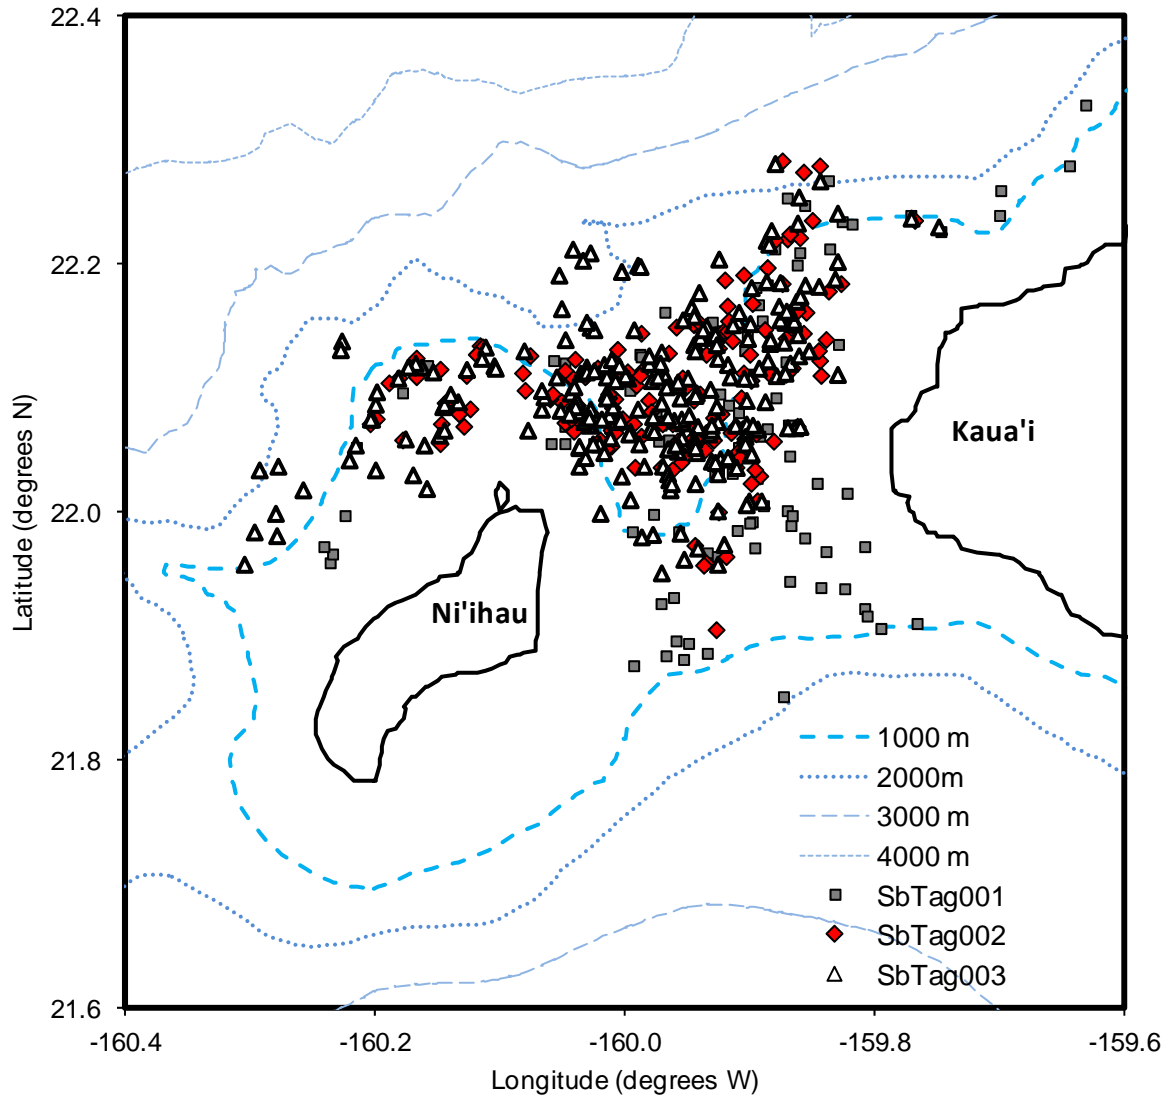 22.4
22.2
22.0
21.8
21.6
Latitude (degrees N)
Kaua'i
Ni'ihau
1000 m
2000m
3000 m
4000 m
SbTag001
SbTag002
SbTag003
-160.4 -160.2 -160.0 -159.8 -159.6
Longitude (degrees W)